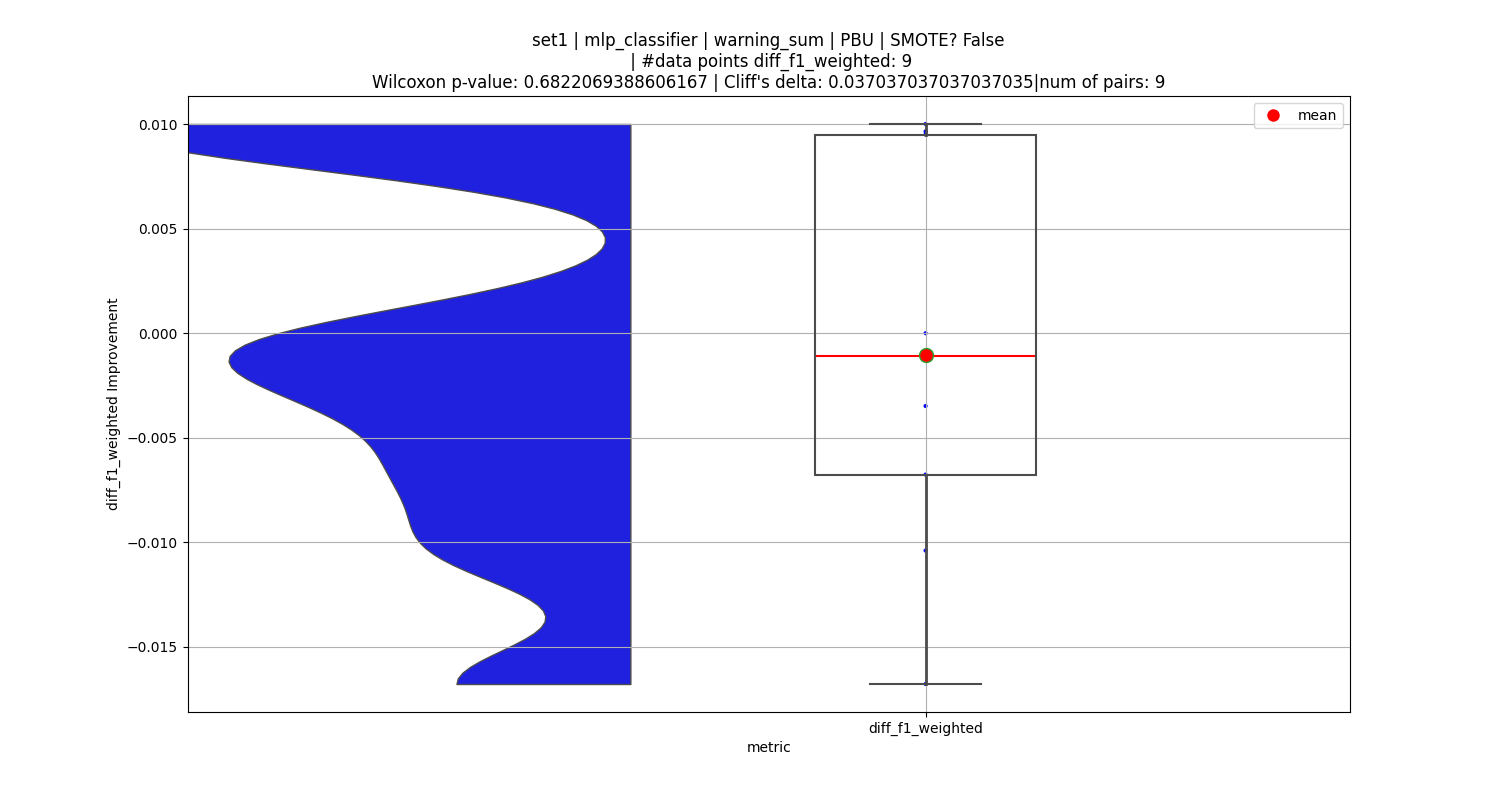 set1 | mlp_classifier | warning_sum | PBU | SMOTE? False
| #data points diff_f1_weighted: 9
Wilcoxon p-value: 0.6822069388606167 | Cliff's delta: 0.037037037037037035|num of pairs: 9
mean
0.010
0.005
0.000
−0.005
−0.010
−0.015
diff_f1_weighted Improvement
diff_f1_weighted
metric